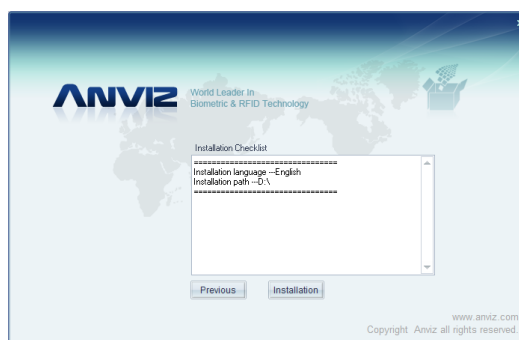 ANVIZ
World Leader In
Biometric & RFID Technology
Installation Checklist
================================
Installation language ---English
Installation path ---D:\
================================
Previous
Installation
www.anviz.com
Copyright Anviz all rights reserved.